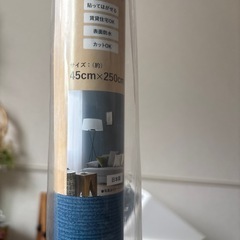 貼ってはがせる
賃貸住宅OK
表面防水
カットOK
サイズ：(約)
45cm×250cm
日本製